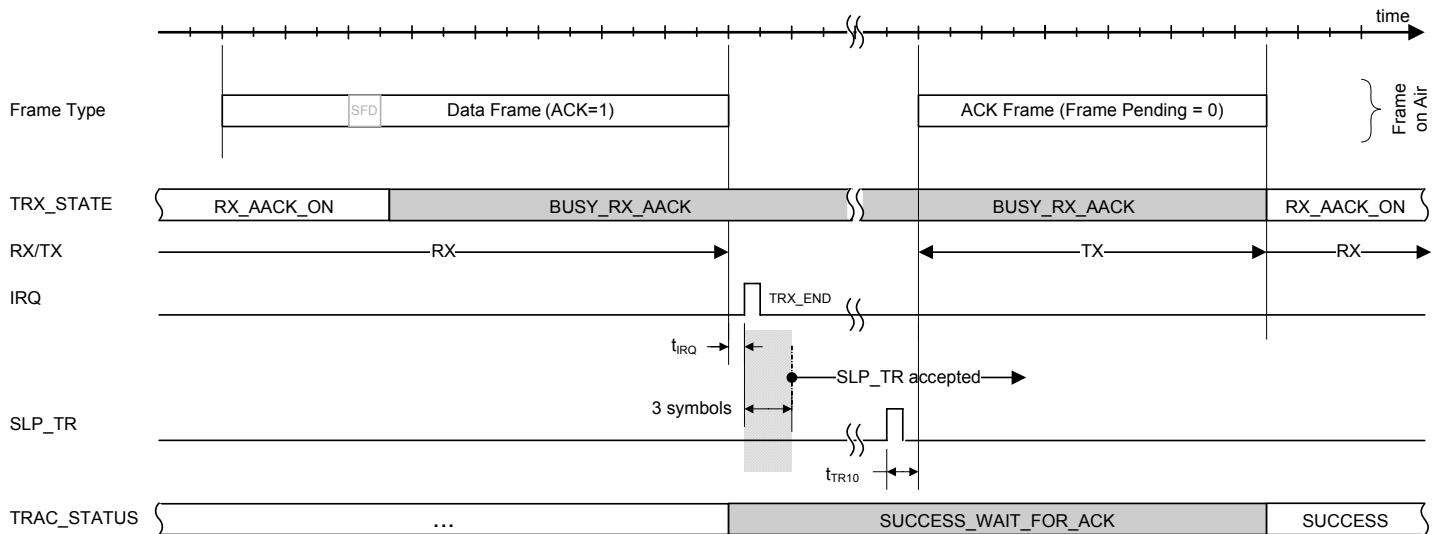 time
Frame Type
SFD
Data Frame (ACK=1)
ACK Frame (Frame Pending = 0)
Frame
on Air
TRX_STATE
RX_AACK_ON
BUSY_RX_AACK
BUSY_RX_AACK
RX_AACK_ON
RX/TX
RX
TX
RX
IRQ
TRX_END
tIRQ
SLP_TR accepted
3 symbols
SLP_TR
tTR10
TRAC_STATUS
...
SUCCESS_WAIT_FOR_ACK
SUCCESS